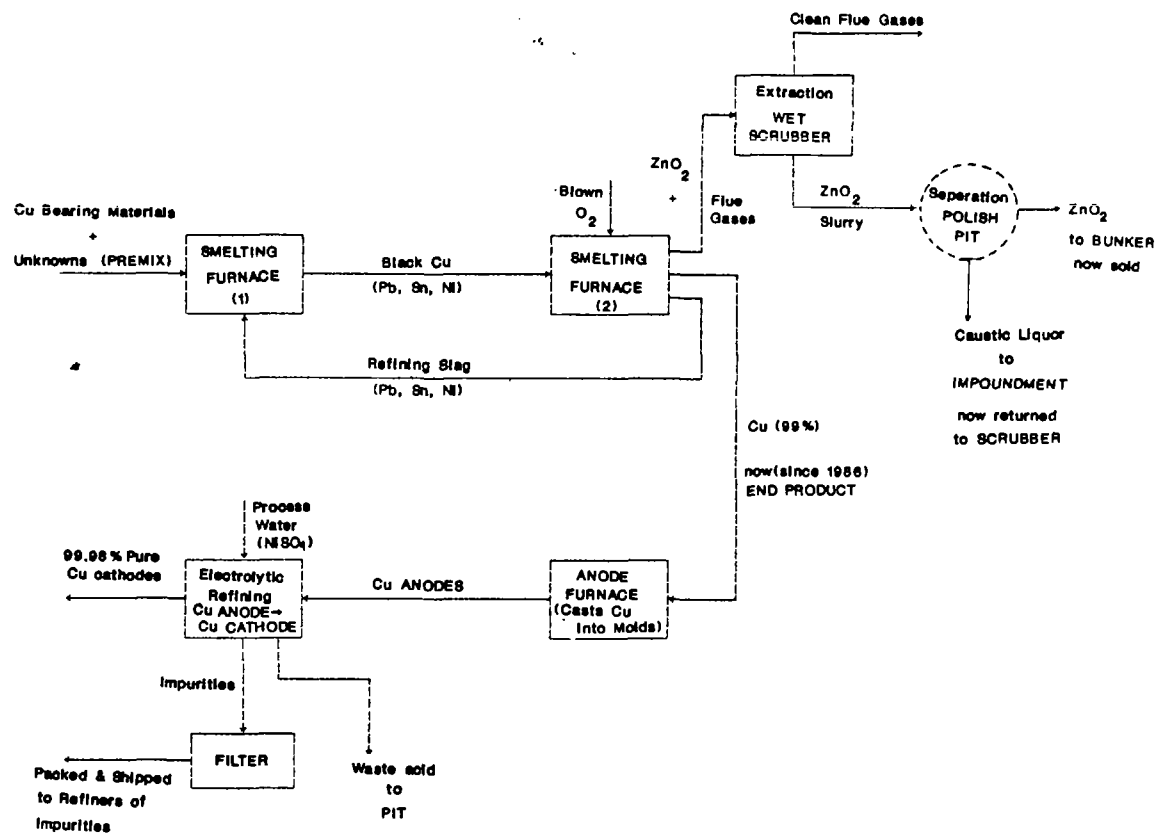 Clean Flue Gases
Extraction
WET
SCRUBBER
ZnO2
+
Flue
Gases
ZnO2
Slurry
Seperation
POLISH
PIT
ZnO2
to BUNKER
now sold
Caustic Liquor
to
IMPOUNDMENT
now returned
to SCRUBBER
Blown
O2
Cu Bearing Materials
+
Unknowns (PREMIX)
SMELTING
FURNACE
(1)
Black Cu
(Pb, Sn, Ni)
SMELTING
FURNACE
(2)
Refining Slag
(Pb, Sn, Ni)
Cu (99%)
now(since 1986)
END PRODUCT
Process
Water
(NiSO4)
99.98% Pure
Cu cathodes
Electrolytic
Refining
Cu ANODE→
Cu CATHODE
Cu ANODES
ANODE
FURNACE
(Casts Cu
Into Molds)
Impurities
FILTER
Packed & Shipped
to Refiners of
Impurities
Waste acid
to
PIT